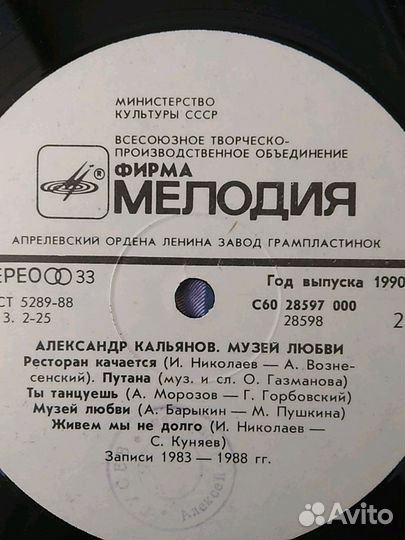 МИНИСТЕРСТВО
КУЛЬТУРЫ СССР
ВСЕСОЮЗНОЕ ТВОРЧЕСКО-
ПРОИЗВОДСТВЕННОЕ ОБЪЕДИНЕНИЕ
ФИРМА
® МЕЛОДИЯ
АПРЕЛЕВСКИЙ ОРДЕНА ЛЕНИНА ЗАВОД ГРАМПЛАСТИНОК
ЕРЕО 33 Год выпуска 1990
СТ 5289-88 С60 28597 000
3. 2-25 28598 2
АЛЕКСАНДР КАЛЬЯНОВ. МУЗЕЙ ЛЮБВИ
Ресторан качается (И. Николаев — А. Возне-
сенский). Путана (муз. и сл. О. Газманова)
Ты танцуешь (А. Морозов — Г. Горбовский)
Музей любви (А. Барыкин — М. Пушкина)
Живем мы не долго (И. Николаев —
С. Куняев)
Записи 1983 — 1988 гг.
Алексей
Avito